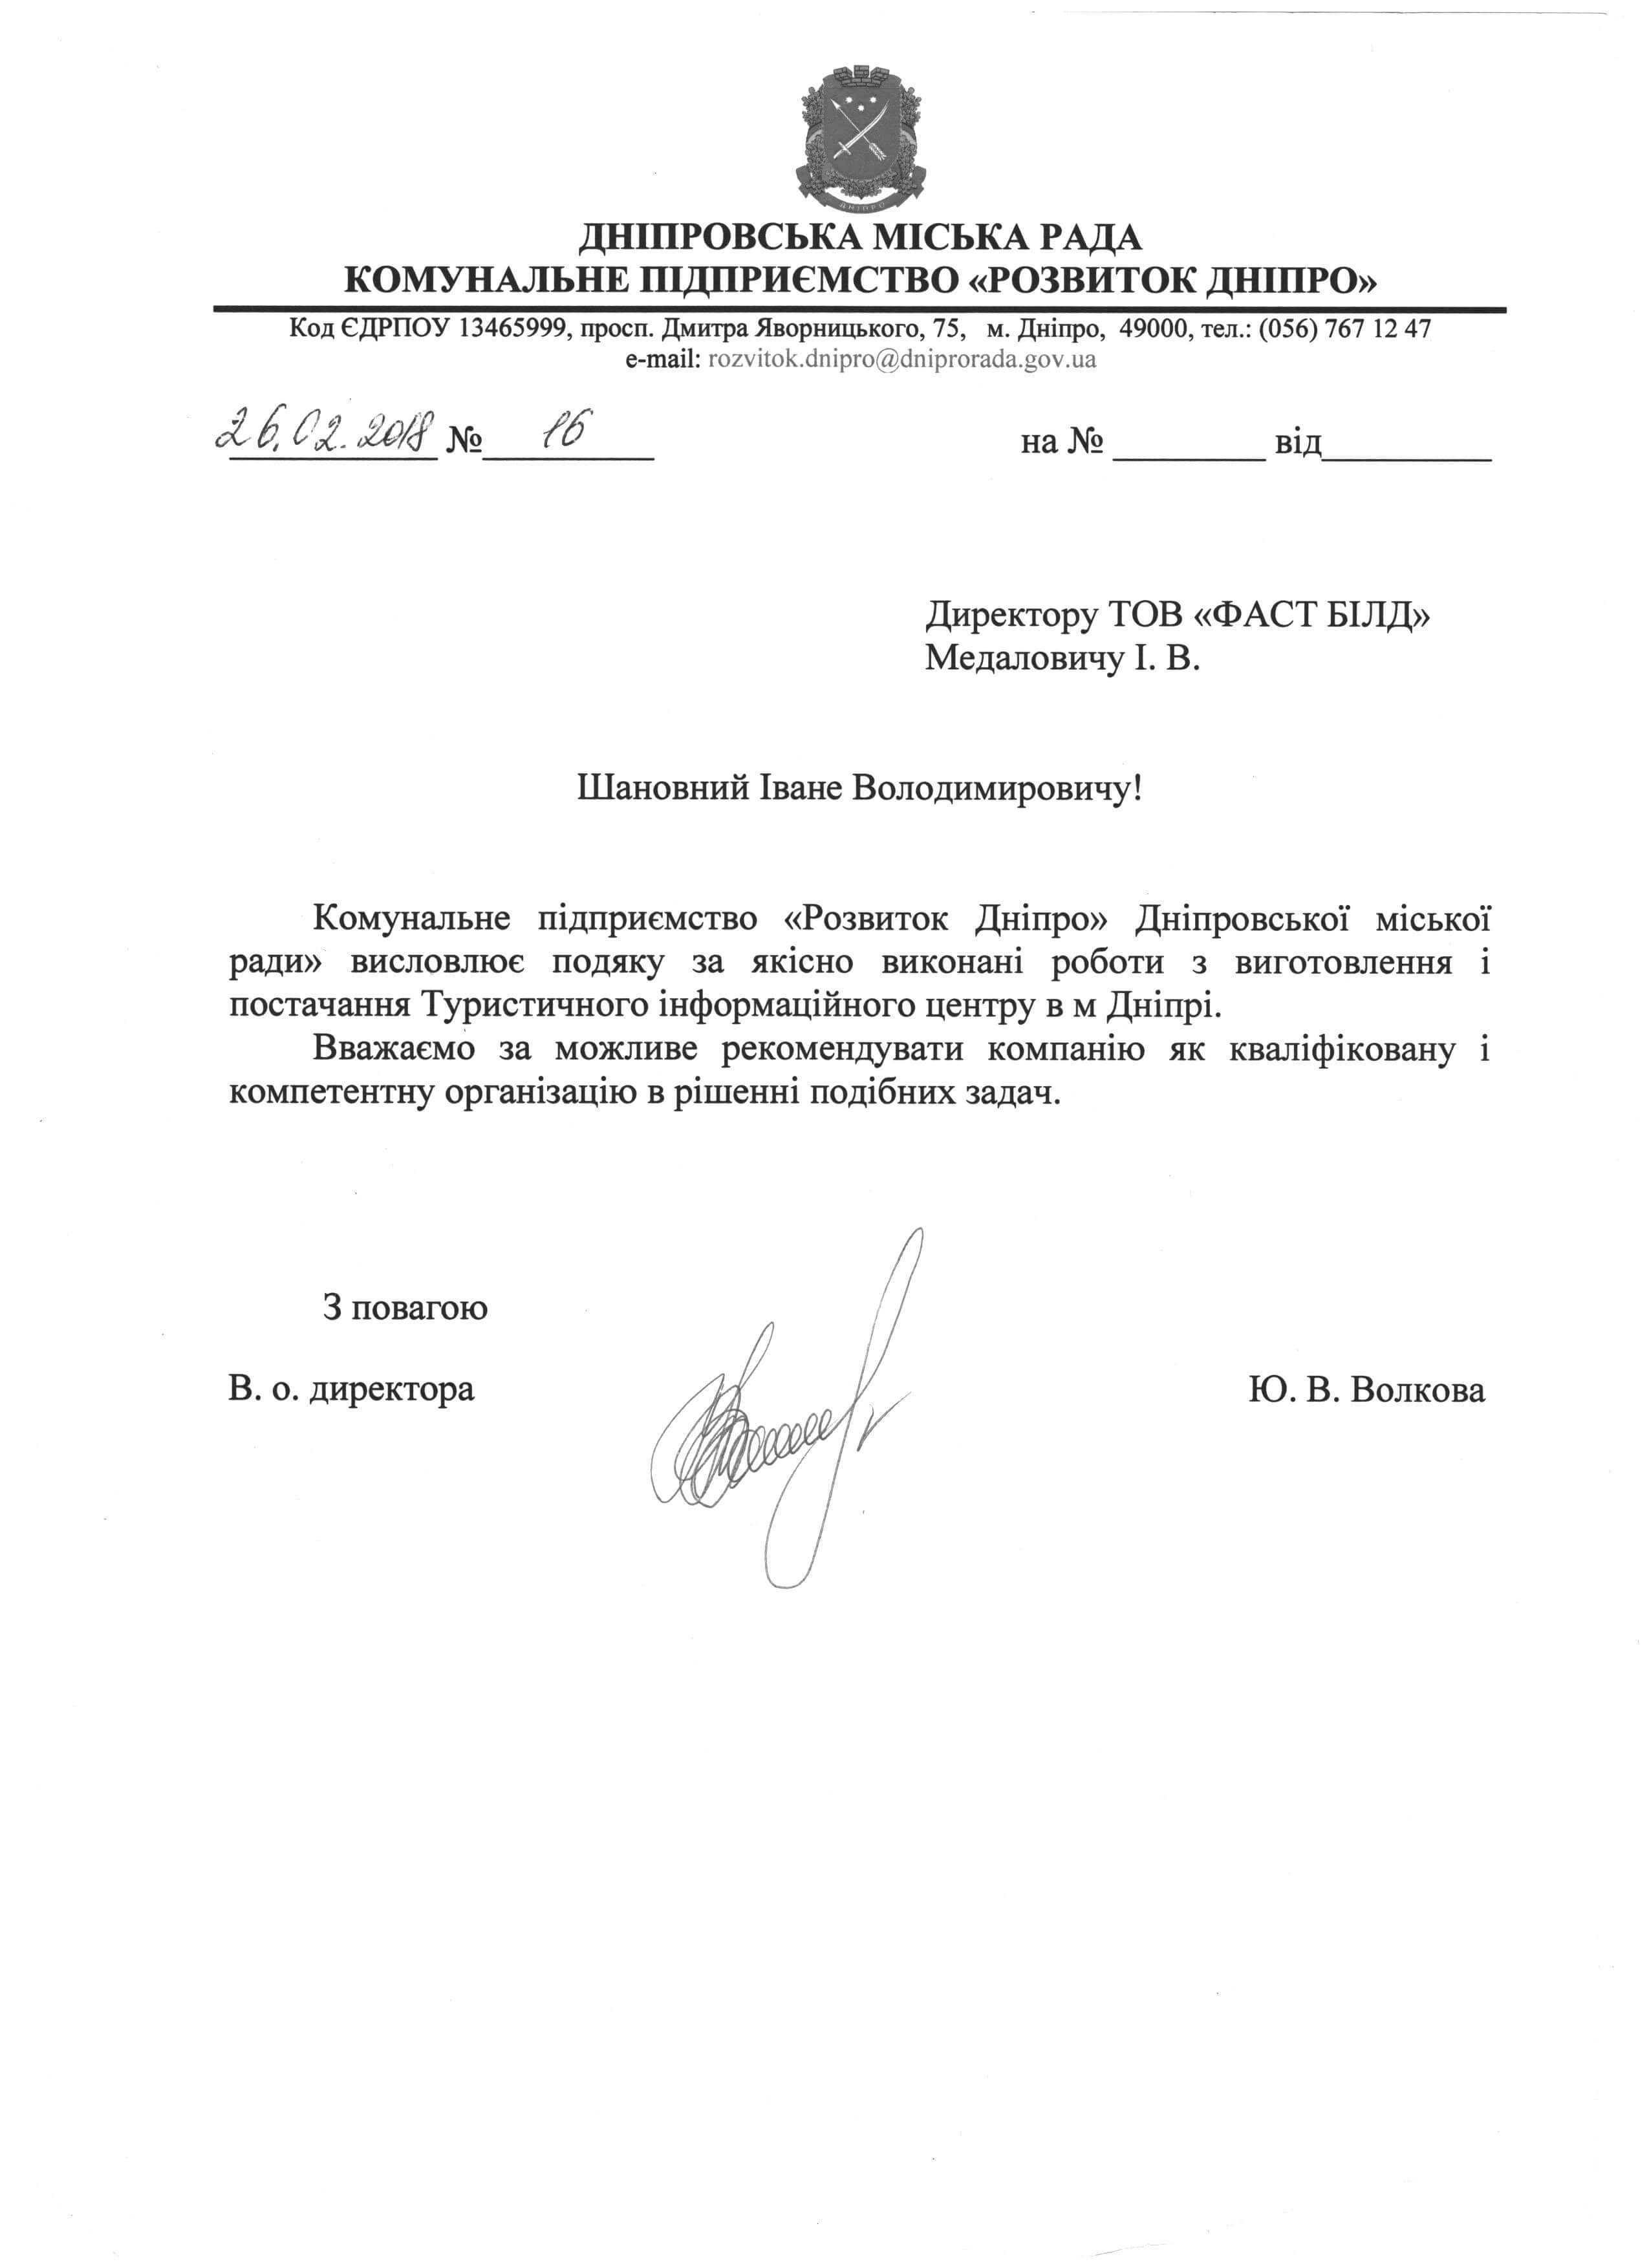 ДНІПРО
ДНІПРОВСЬКА МІСЬКА РАДА
КОМУНАЛЬНЕ ПІДПРИЄМСТВО «РОЗВИТОК ДНІПРО»
Код ЄДРПОУ 13465999, просп. Дмитра Яворницького, 75, м. Дніпро, 49000, тел.: (056) 767 12 47
e-mail: rozvitok.dnipro@dniprorada.gov.ua
26.02.2018 № 16 на № _________ від__________
Директору ТОВ «ФАСТ БІЛД»
Медаловичу І. В.
Шановний Іване Володимировичу!
Комунальне підприємство «Розвиток Дніпро» Дніпровської міської
ради» висловлює подяку за якісно виконані роботи з виготовлення і
постачання Туристичного інформаційного центру в м Дніпрі.
Вважаємо за можливе рекомендувати компанію як кваліфіковану і
компетентну організацію в рішенні подібних задач.
З повагою
В. о. директора Ю. В. Волкова